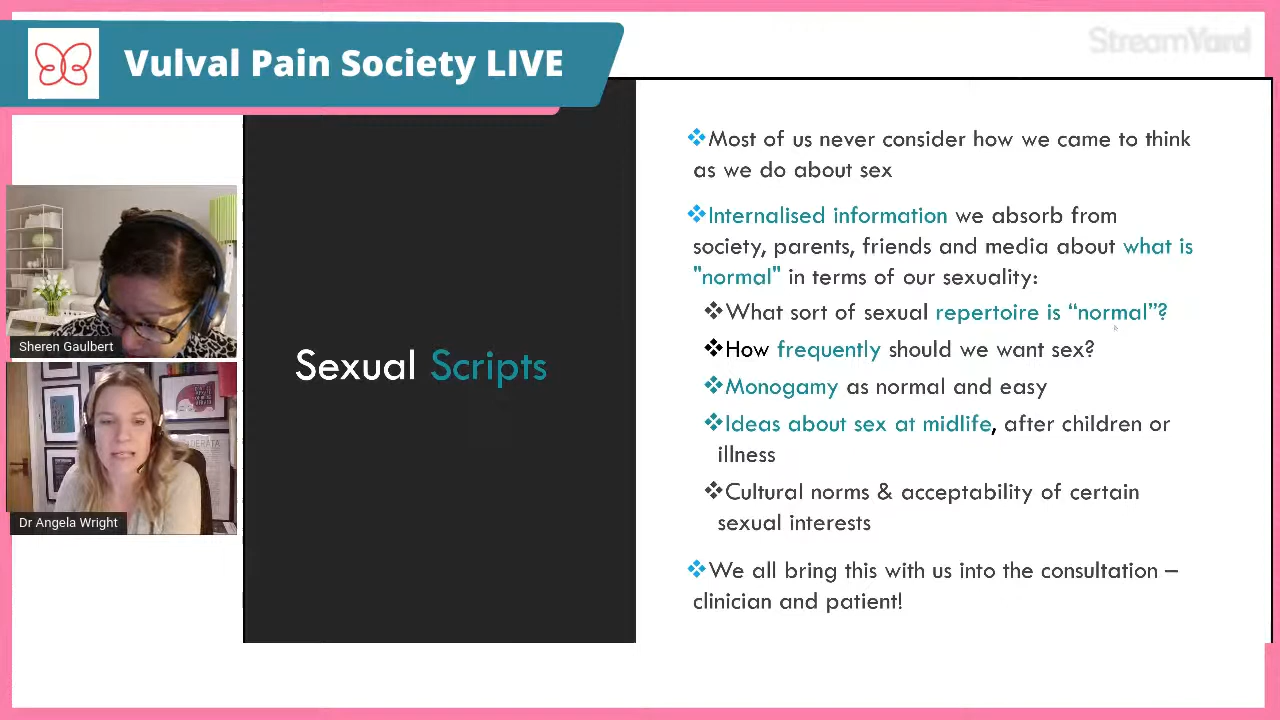 Vulval Pain Society LIVE
StreamYard
Sheren Gaulbert
Dr Angela Wright
Sexual Scripts
Most of us never consider how we came to think
as we do about sex
Internalised information we absorb from
society, parents, friends and media about what is
"normal" in terms of our sexuality:
What sort of sexual repertoire is “normal”?
How frequently should we want sex?
Monogamy as normal and easy
Ideas about sex at midlife, after children or
illness
Cultural norms & acceptability of certain
sexual interests
We all bring this with us into the consultation –
clinician and patient!